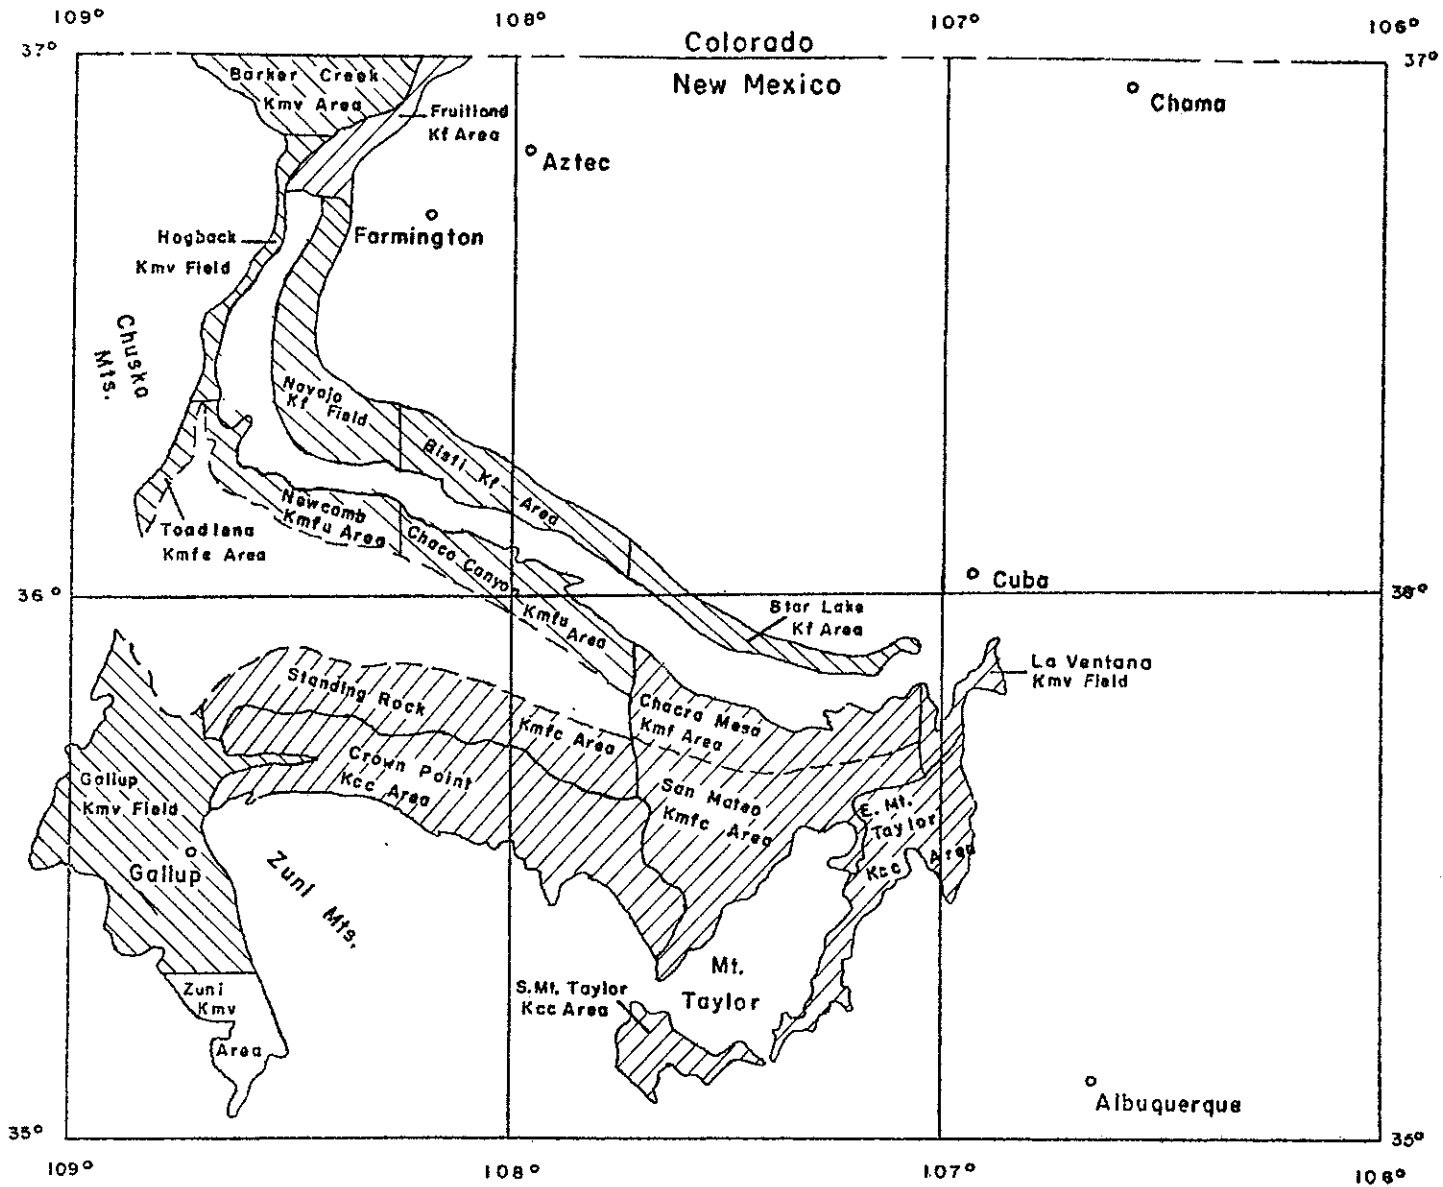 109°
108°
107°
106°
37°
Colorado
37°
New Mexico
Barker Creek
Kmv Area
Fruitland
Kf Area
Chama
Aztec
Hogback
Kmv Field
Farmington
Chuska
Mts.
Navajo
Kf Field
Bisti Kf Area
Newcomb
Kmfu Area
Toadlena
Kmfe Area
Chaco Canyon
Kmfu Area
Cuba
36°
36°
Star Lake
Kf Area
La Ventana
Kmv Field
Standing Rock
Kmfc Area
Chacra Mesa
Kmf Area
Crown Point
Kcc Area
Gallup
Kmv Field
San Mateo
Kmfc Area
E. Mt.
Taylor
Kcc Area
Gallup
Zuni Mts.
Mt.
Taylor
S. Mt. Taylor
Kcc Area
Zuni
Kmv
Area
Albuquerque
35°
35°
109°
108°
107°
106°